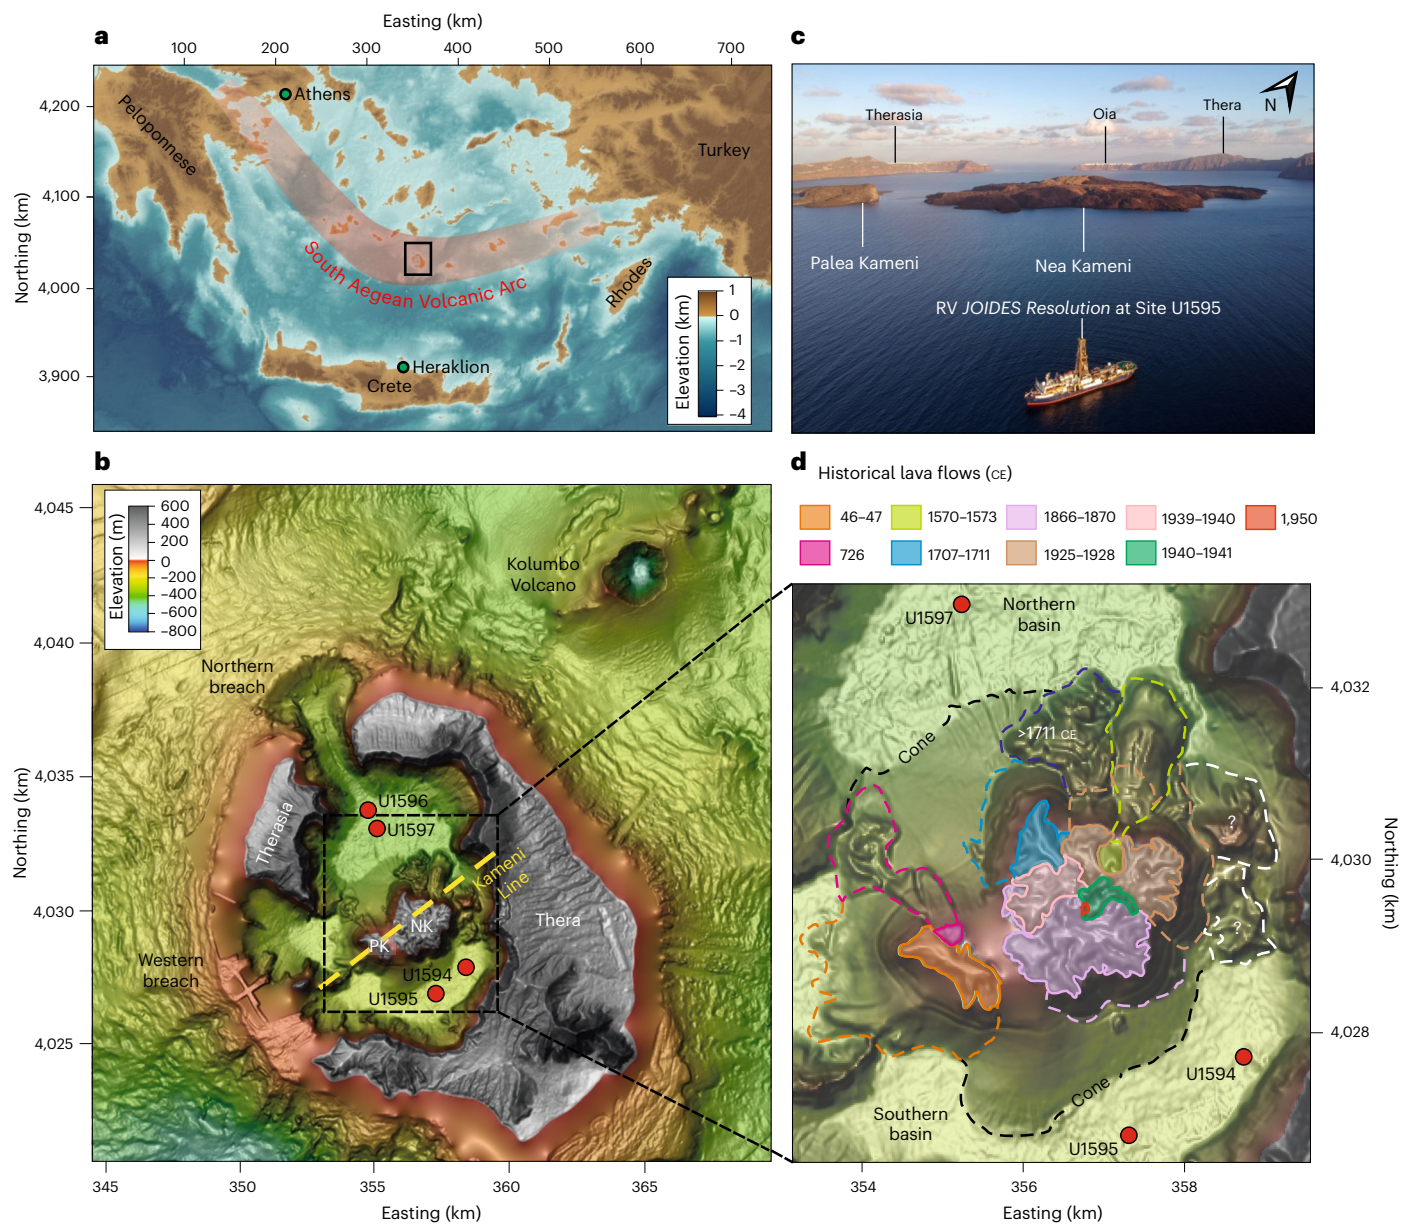 a
Easting (km)
100 200 300 400 500 600 700
Northing (km)
4,200
4,100
4,000
3,900
Athens
Peloponnese
Turkey
South Aegean Volcanic Arc
Rhodes
Heraklion
Crete
Elevation (km)
1
0
–1
–2
–3
–4
c
N
Therasia
Oia
Thera
Palea Kameni
Nea Kameni
RV JOIDES Resolution at Site U1595
b
Northing (km)
4,045
4,040
4,035
4,030
4,025
Elevation (m)
600
400
200
0
–200
–400
–600
–800
Kolumbo
Volcano
Northern
breach
Therasia
U1596
U1597
Kameni
Line
NK
PK
Thera
Western
breach
U1594
U1595
345 350 355 360 365
Easting (km)
d
Historical lava flows (CE)
46–47 1570–1573 1866–1870 1939–1940 1,950
726 1707–1711 1925–1928 1940–1941
U1597
Northern
basin
Cone
>1711 CE
?
?
Cone
U1594
Southern
basin
U1595
4,032
4,030
4,028
Northing (km)
354 356 358
Easting (km)